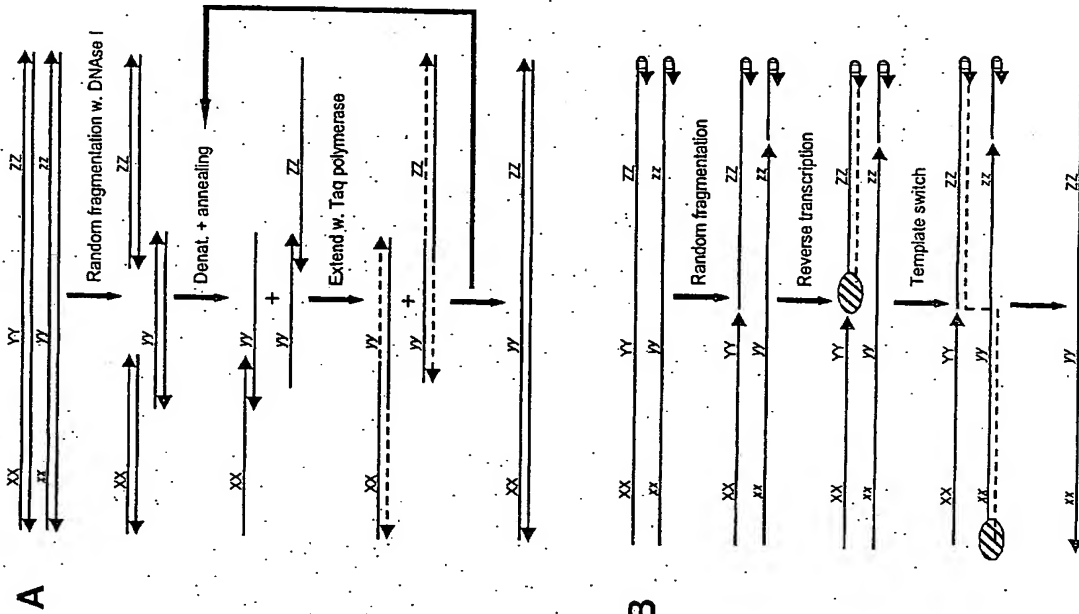 A
XX YY ZZ
xx yy zz
Random fragmentation w. DNAse I
XX ZZ
yy
Denat. + annealing
XX yy
+
yy ZZ
Extend w. Taq polymerase
XX yy
+
yy ZZ
XX yy ZZ
B
XX YY ZZ
xx yy zz
Random fragmentation
XX YY ZZ
xx yy zz
Reverse transcription
XX YY ZZ
xx yy zz
Template switch
XX YY ZZ
xx yy zz
xx yy ZZ